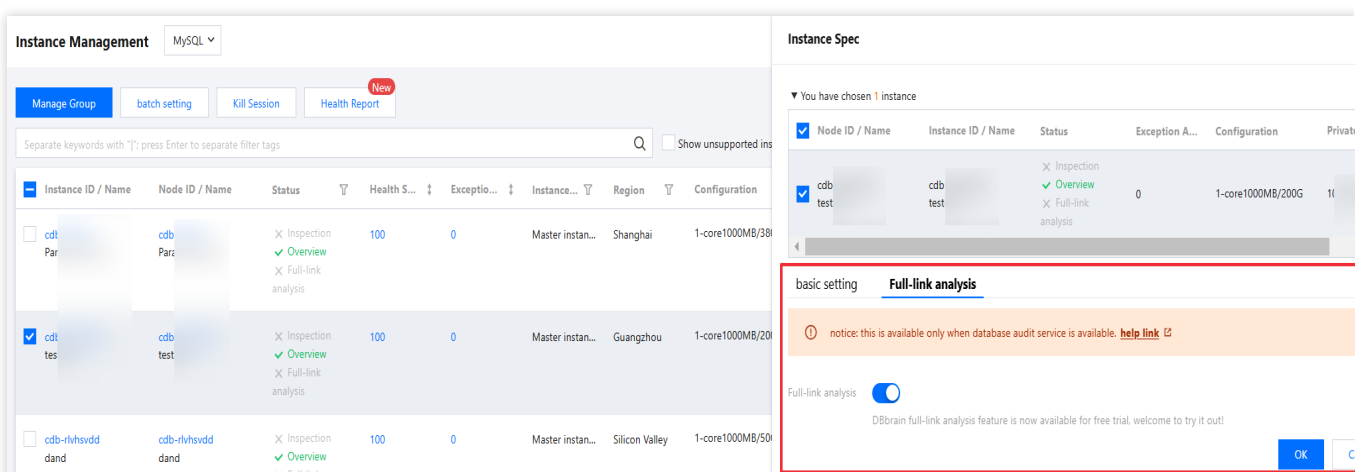 Instance Management
MySQL
Instance Spec
Manage Group
batch setting
Kill Session
Health Report
New
Separate keywords with "|"; press Enter to separate filter tags
Show unsupported ins
Instance ID / Name Node ID / Name Status Health S... Exceptio... Instance... Region Configuration
cdb
Par
cdb
Para
Inspection
Overview
Full-link
analysis
100 0 Master instan... Shanghai 1-core1000MB/380
cdb
tes
cdb
test
Inspection
Overview
Full-link
analysis
100 0 Master instan... Guangzhou 1-core1000MB/200
cdb-rlvhsvdd cdb-rlvhsvdd
dand dand
Inspection
Overview
100 0 Master instan... Silicon Valley 1-core1000MB/500
▼ You have chosen 1 instance
Node ID / Name Instance ID / Name Status Exception A... Configuration Private
cdb
test
cdb
test
Inspection
Overview
Full-link
analysis
0 1-core1000MB/200G 10
basic setting Full-link analysis
notice: this is available only when database audit service is available. help link
Full-link analysis
DBbrain full-link analysis feature is now available for free trial, welcome to try it out!
OK
C